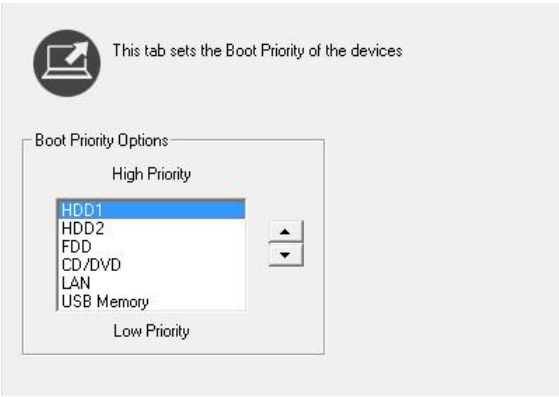 This tab sets the Boot Priority of the devices
Boot Priority Options
High Priority
HDD1
HDD2
FDD
CD/DVD
LAN
USB Memory
Low Priority